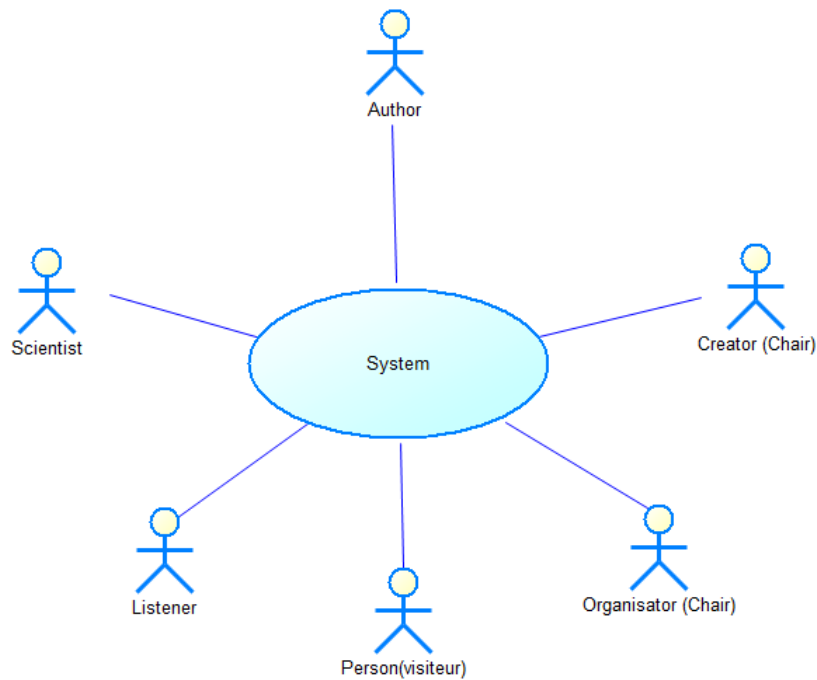 Author
Scientist
Creator (Chair)
System
Listener
Organisator (Chair)
Person(visiteur)